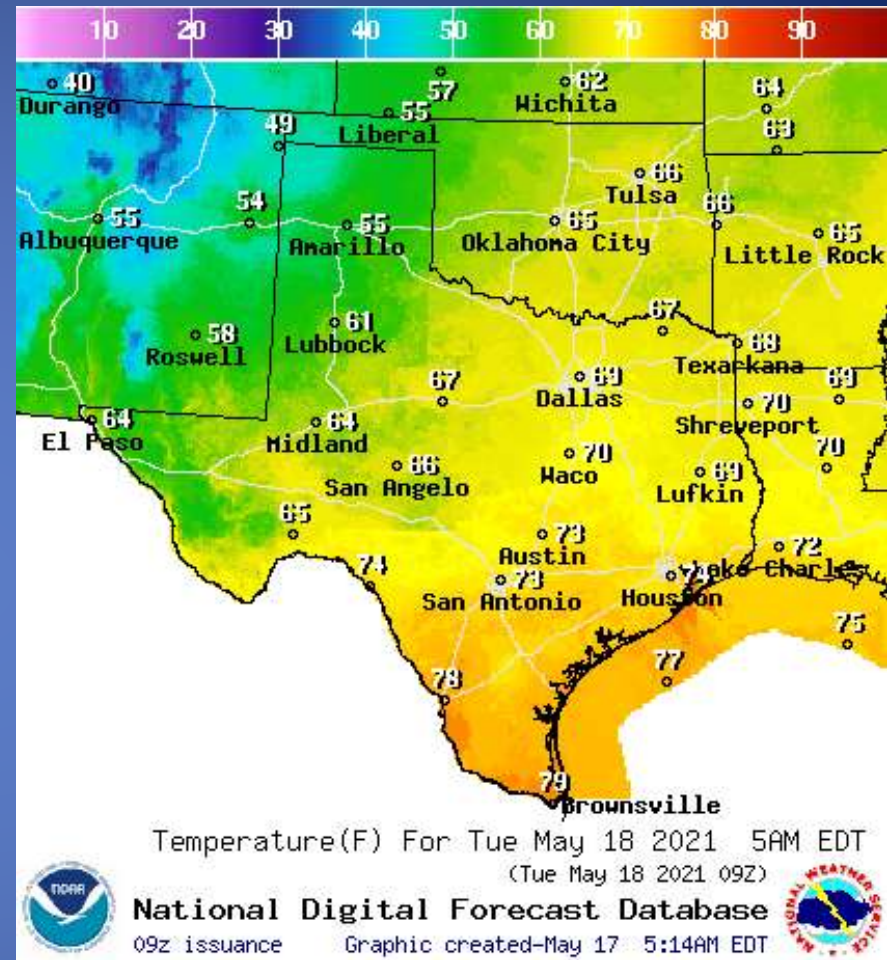 10 20 30 40 50 60 70 80 90
40
Durango
57
62
Wichita
64
55
Liberal
49
63
66
Tulsa
55
Albuquerque
54
55
Amarillo
65
Oklahoma City
66
65
Little Rock
58
Roswell
61
Lubbock
67
68
Texarkana
69
Dallas
67
70
Shreveport
69
64
El Paso
64
Midland
66
San Angelo
70
Waco
69
Lufkin
70
65
73
Austin
72
Lake Charles
74
73
San Antonio
Houston
75
78
77
79
Brownsville
Temperature(F) For Tue May 18 2021 5AM EDT
(Tue May 18 2021 09Z)
NOAA
National Digital Forecast Database
09z issuance Graphic created-May 17 5:14AM EDT
NATIONAL WEATHER SERVICE